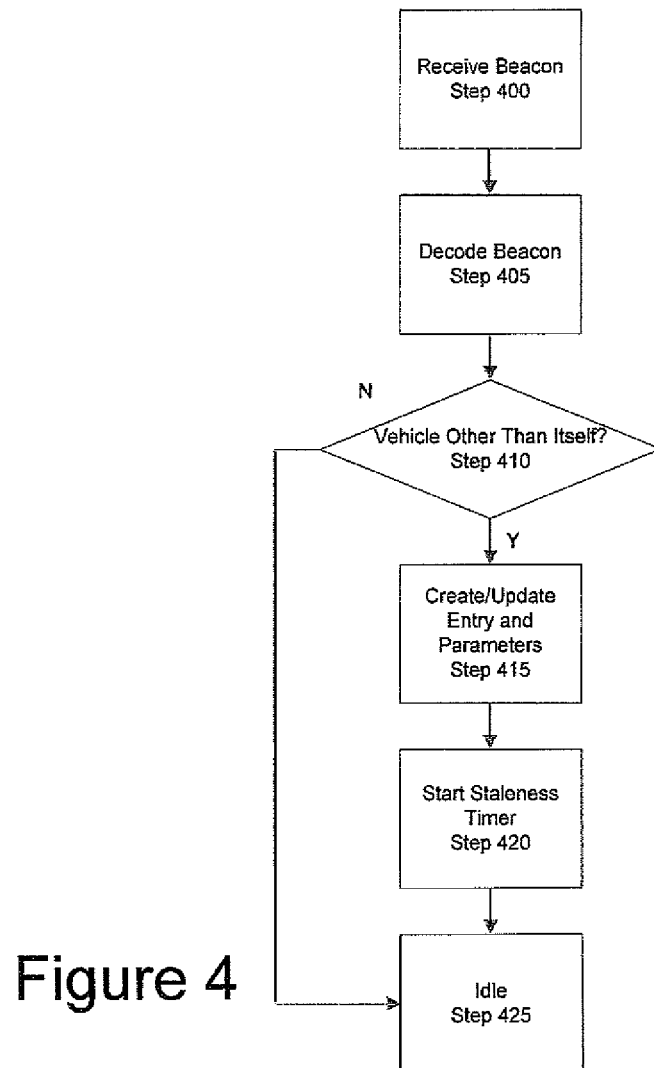 Receive Beacon
Step 400
Decode Beacon
Step 405
N
Vehicle Other Than Itself?
Step 410
Y
Create/Update
Entry and
Parameters
Step 415
Start Staleness
Timer
Step 420
Figure 4
Idle
Step 425